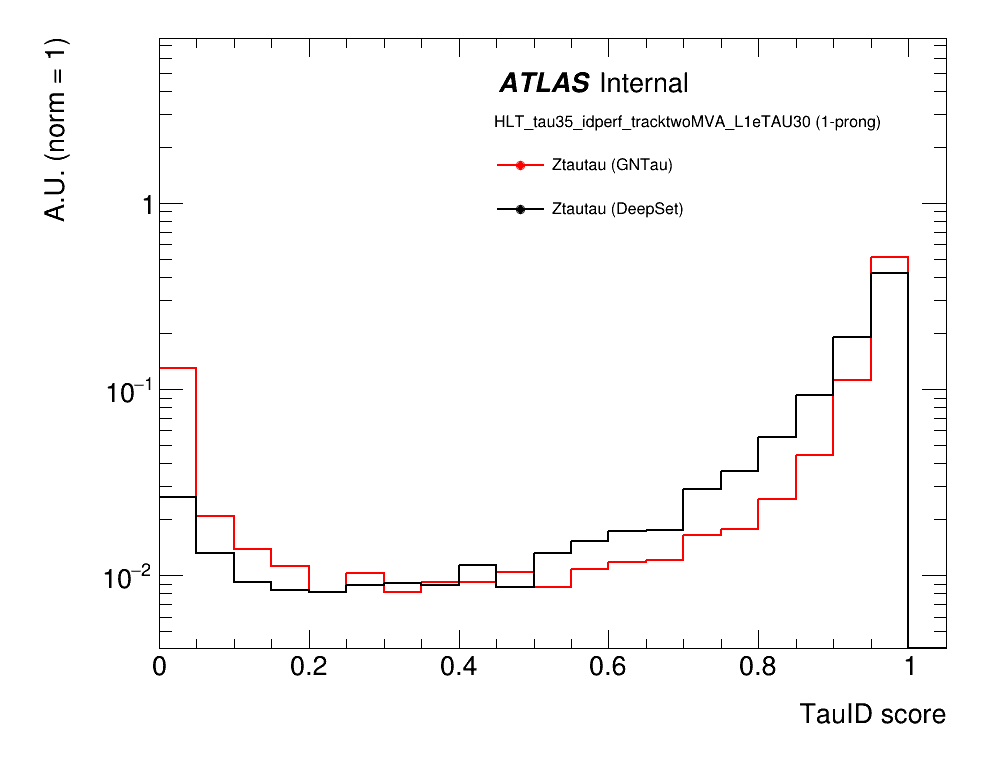 A.U. (norm = 1)
ATLAS Internal
HLT_tau35_idperf_tracktwoMVA_L1eTAU30 (1-prong)
Ztautau (GNTau)
Ztautau (DeepSet)
1
10⁻¹
10⁻²
0 0.2 0.4 0.6 0.8 1
TauID score